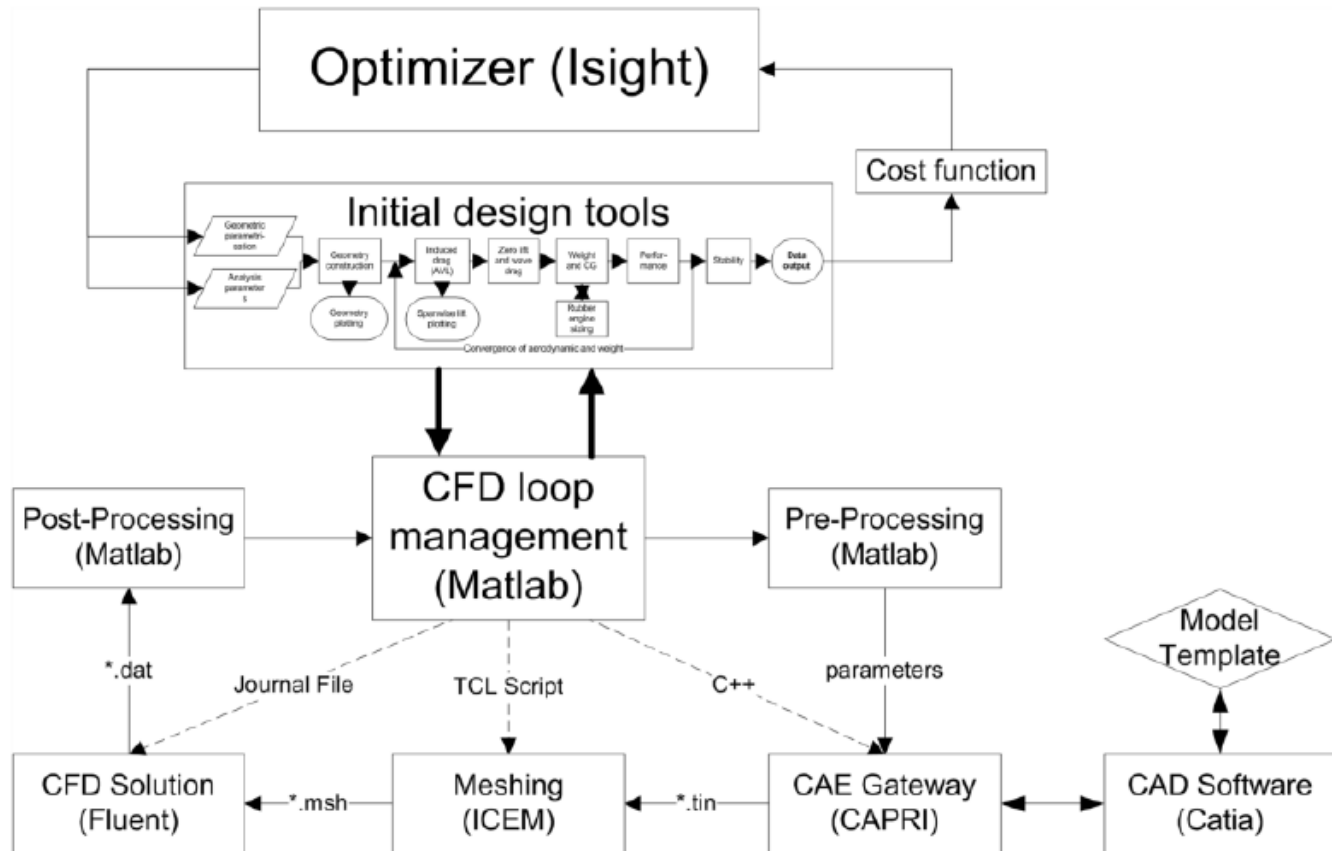 Optimizer (Isight)
Cost function
Initial design tools
Geometric
parametri-
sation
Analysis
parameter
s
Geometry
construction
Induced
drag
(AVL)
Zero lift
and wave
drag
Weight
and CG
Perfor-
mance
Stability
Data
output
Geometry
plotting
Spanwise lift
plotting
Rubber
engine
sizing
Convergence of aerodynamic and weight
CFD loop
management
(Matlab)
Post-Processing
(Matlab)
Pre-Processing
(Matlab)
Model
Template
*.dat
Journal File
TCL Script
C++
parameters
CFD Solution
(Fluent)
*.msh
Meshing
(ICEM)
*.tin
CAE Gateway
(CAPRI)
CAD Software
(Catia)